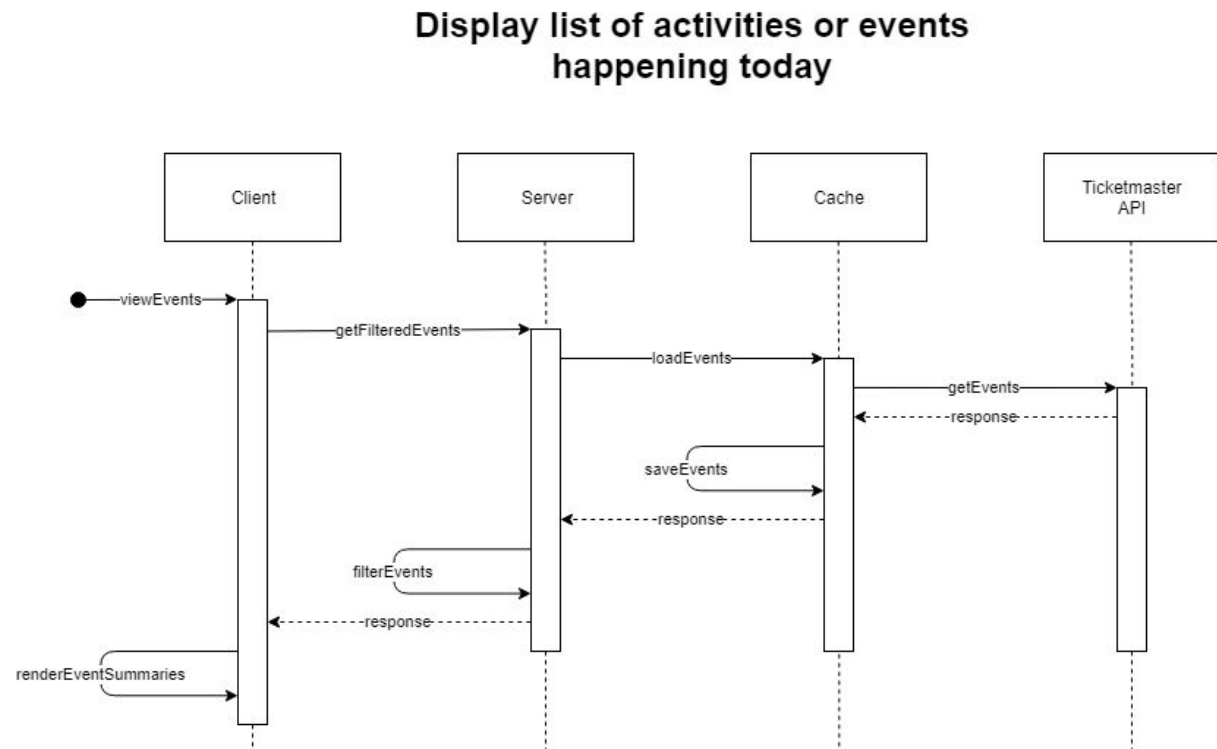 Display list of activities or events
happening today
Client
Server
Cache
Ticketmaster
API
viewEvents
getFilteredEvents
loadEvents
getEvents
response
saveEvents
response
filterEvents
response
renderEventSummaries